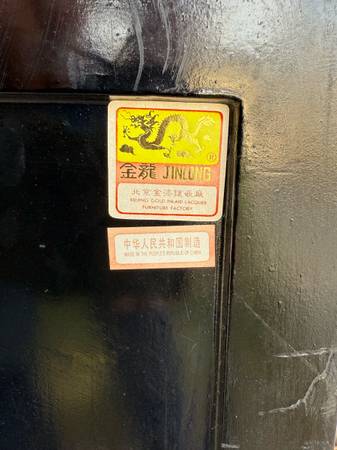 金龍 JINLONG ®
北京金漆鑲嵌廠
BEIJING GOLD INLAID LACQUER
FURNITURE FACTORY
中华人民共和国制造
MADE IN THE PEOPLE'S REPUBLIC OF CHINA